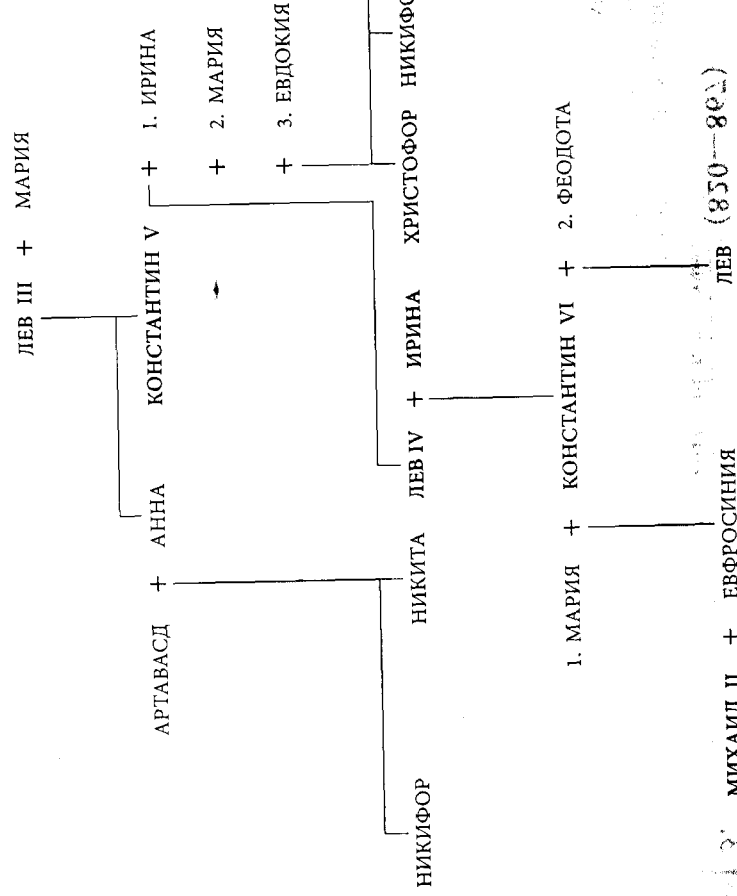 ЛЕВ III + МАРИЯ
АРТАВАСД + АННА КОНСТАНТИН V + 1. ИРИНА
+ 2. МАРИЯ
+ 3. ЕВДОКИЯ
НИКИФОР НИКИТА ЛЕВ IV + ИРИНА ХРИСТОФОР
1. МАРИЯ + КОНСТАНТИН VI + 2. ФЕОДОТА
МИХАИЛ II + ЕВФРОСИНИЯ ЛЕВ